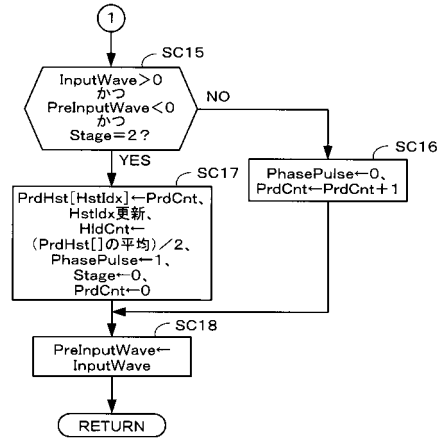 1
SC15
InputWave>0
かつ
PreInputWave<0
かつ
Stage=2?
NO
YES
SC16
PhasePulse←0、
PrdCnt←PrdCnt+1
SC17
PrdHst[HstIdx]←PrdCnt、
HstIdx更新、
HldCnt←
(PrdHst[]の平均)/2、
PhasePulse←1、
Stage←0、
PrdCnt←0
SC18
PreInputWave←
InputWave
RETURN